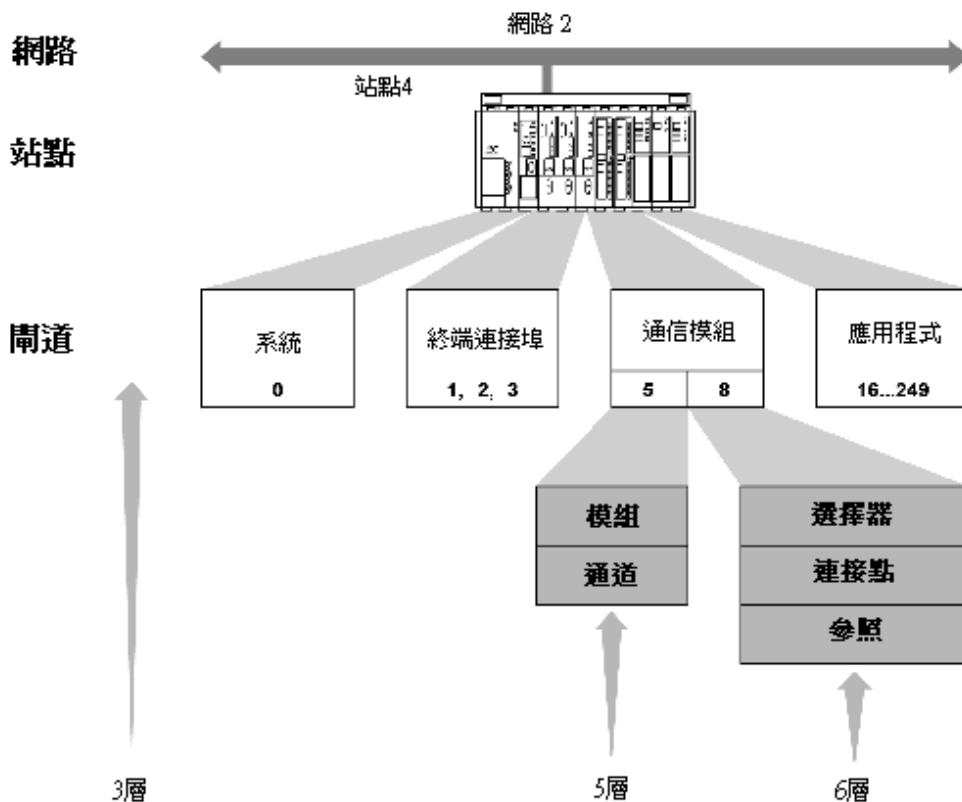 網路
網路 2
站點4
站點
閘道
系統
0
終端連接埠
1, 2, 3
通信模組
5
8
應用程式
16...249
模組
通道
選擇器
連接點
參照
3層
5層
6層